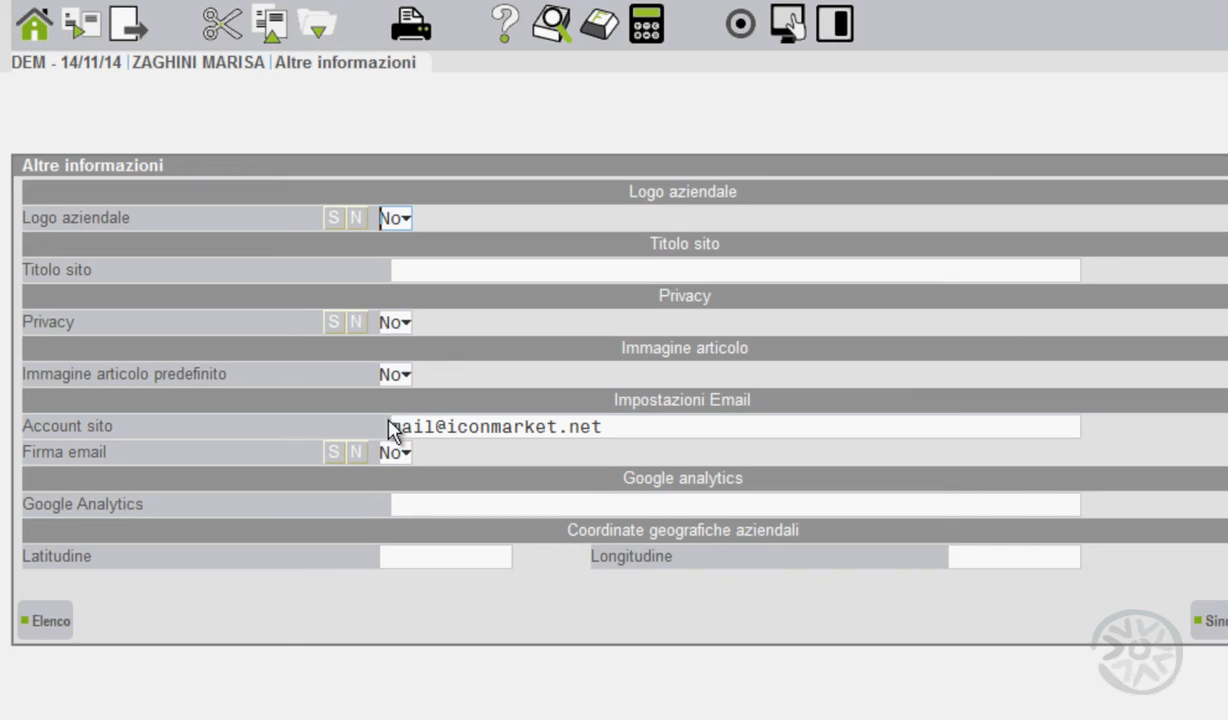 DEM - 14/11/14 | ZAGHINI MARISA | Altre informazioni
Altre informazioni
Logo aziendale
Logo aziendale S N No
Titolo sito
Titolo sito
Privacy
Privacy S N No
Immagine articolo
Immagine articolo predefinito No
Impostazioni Email
Account sito mail@iconmarket.net
Firma email S N No
Google analytics
Google Analytics
Coordinate geografiche aziendali
Latitudine Longitudine
Elenco